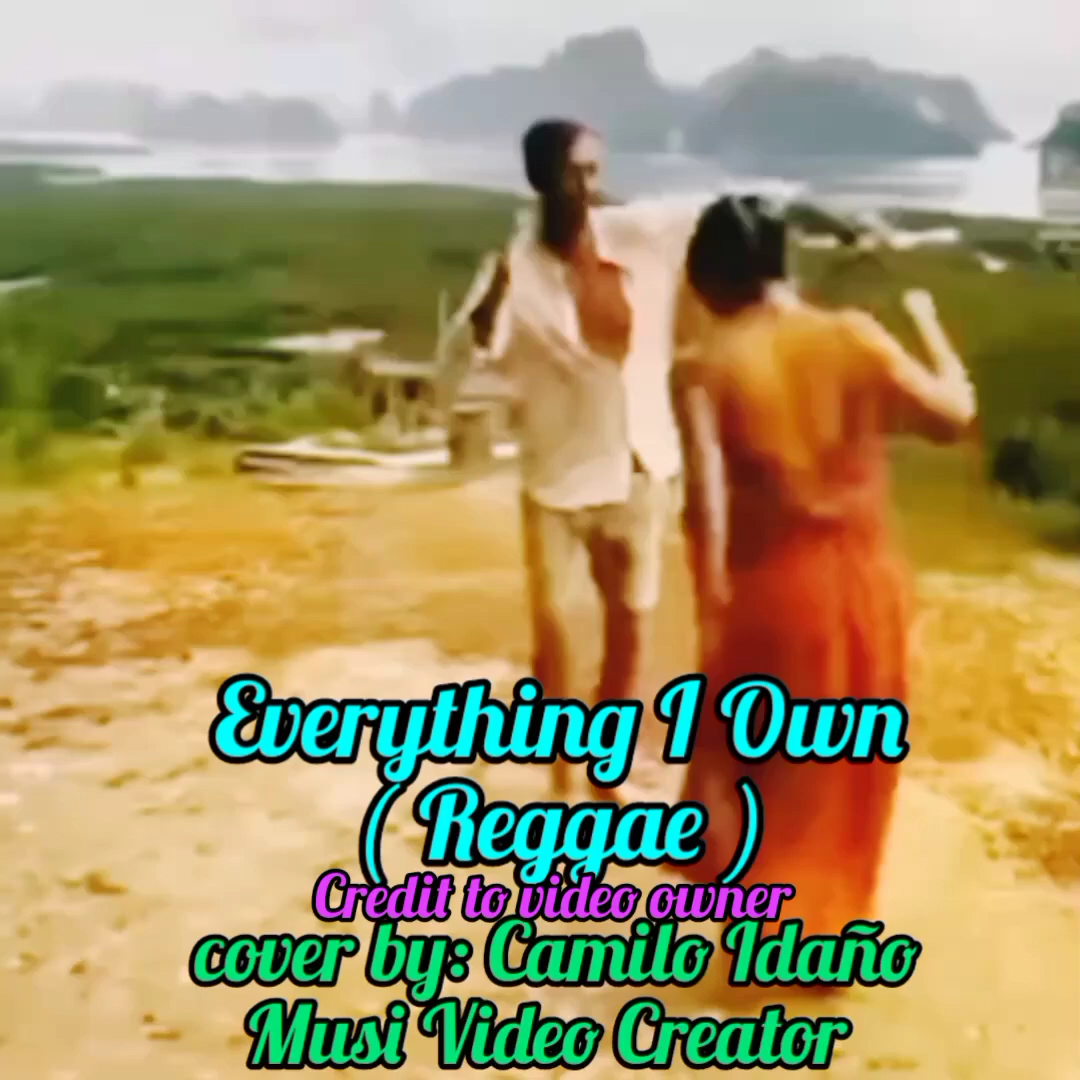 Everything I Own
( Reggae )
Credit to video owner
cover by: Camilo Idaño
Musi Video Creator